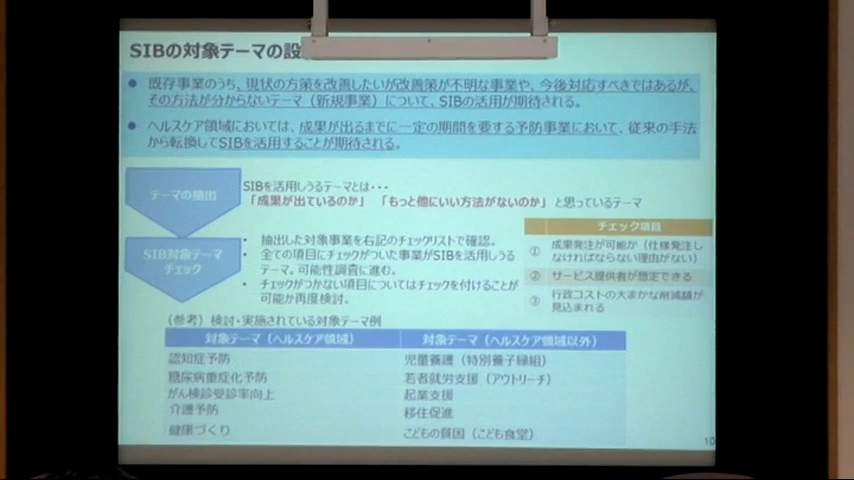 SIBの対象テーマの設
● 既存事業のうち、現状の方策を改善したいが改善策が不明な事業や、今後対応すべきではあるが、
その方法が分からないテーマ（新規事業）について、SIBの活用が期待される。
● ヘルスケア領域においては、成果が出るまでに一定の期間を要する予防事業において、従来の手法
から転換してSIBを活用することが期待される。
テーマの抽出
SIBを活用しうるテーマとは・・・
「成果が出ているのか」 「もっと他にいい方法がないのか」 と思っているテーマ
SIB対象テーマ
チェック
• 抽出した対象事業を右記のチェックリストで確認。
• 全ての項目にチェックがついた事業がSIBを活用しうる
テーマ。可能性調査に進む。
• チェックがつかない項目についてはチェックを付けることが
可能か再度検討。
チェック項目
① 成果発注が可能か（仕様発注し
なければならない理由がない）
② サービス提供者が想定できる
③ 行政コストの大まかな削減額が
見込まれる
（参考）検討・実施されている対象テーマ例
対象テーマ（ヘルスケア領域） 対象テーマ（ヘルスケア領域以外）
認知症予防 児童養護（特別養子縁組）
糖尿病重症化予防 若者就労支援（アウトリーチ）
がん検診受診率向上 起業支援
介護予防 移住促進
健康づくり こどもの貧困（こども食堂）
10